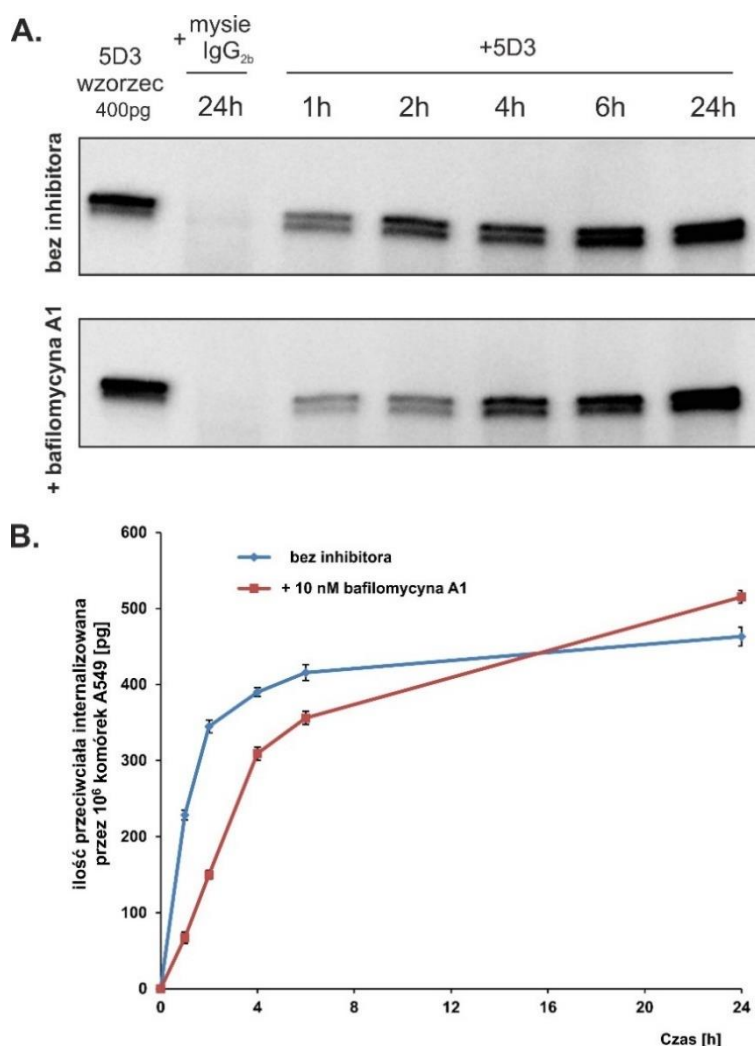 A.
5D3
wzorzec
400pg
+ mysie
IgG2b
24h
+5D3
1h 2h 4h 6h 24h
bez inhibitora
+ bafilomycyna A1
B.
600
500
400
300
200
100
0
0 4 8 12 16 20 24
bez inhibitora
+ 10 nM bafilomycyna A1
ilość przeciwciała internalizowana
przez 10⁶ komórek A549 [pg]
Czas [h]